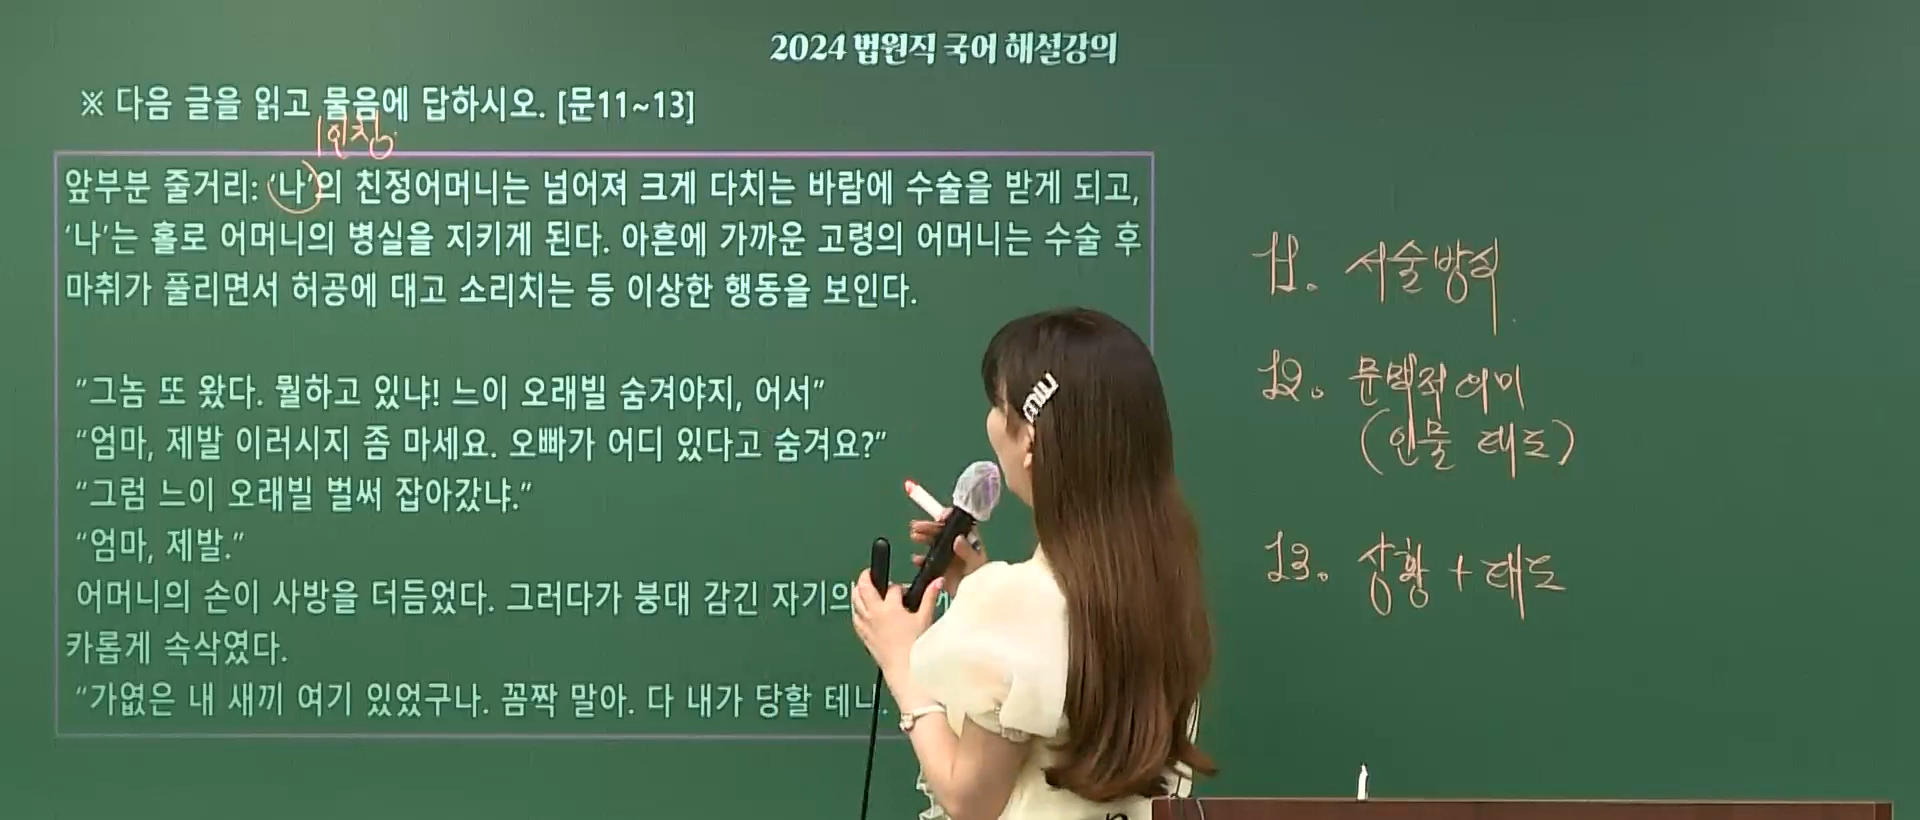 2024 법원직 국어 해설강의
※ 다음 글을 읽고 물음에 답하시오. [문11~13]
1인칭
앞부분 줄거리: ‘나’의 친정어머니는 넘어져 크게 다치는 바람에 수술을 받게 되고,
‘나’는 홀로 어머니의 병실을 지키게 된다. 아흔에 가까운 고령의 어머니는 수술 후
마취가 풀리면서 허공에 대고 소리치는 등 이상한 행동을 보인다.
“그놈 또 왔다. 뭘하고 있냐! 느이 오래빌 숨겨야지, 어서”
“엄마, 제발 이러시지 좀 마세요. 오빠가 어디 있다고 숨겨요?”
“그럼 느이 오래빌 벌써 잡아갔냐.”
“엄마, 제발.”
어머니의 손이 사방을 더듬었다. 그러다가 붕대 감긴 자기의
카롭게 속삭였다.
“가엾은 내 새끼 여기 있었구나. 꼼짝 말아. 다 내가 당할 테니.
11. 서술방식
12. 문맥적 의미
(인물 태도)
13. 상황 + 태도